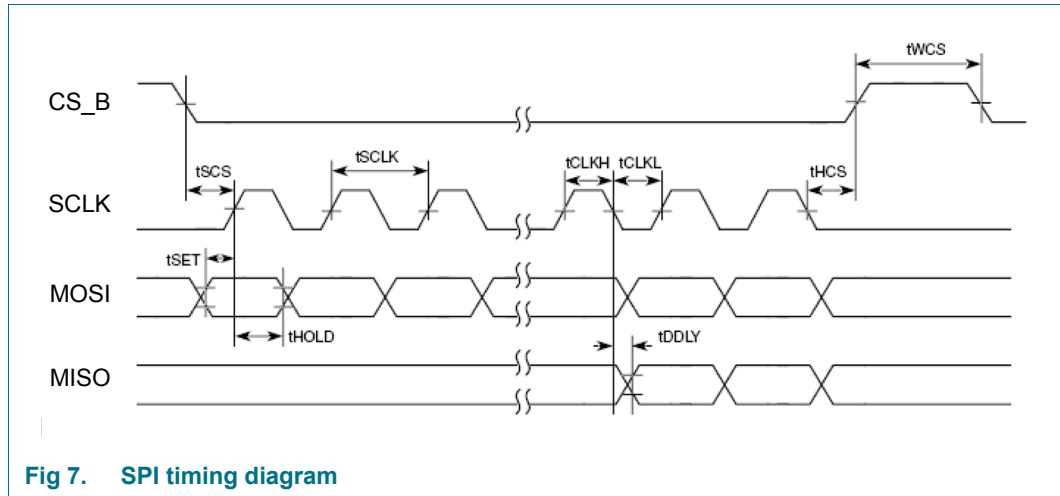 tWCS
CS_B
tSCS
tSCLK
tCLKH
tCLKL
tHCS
SCLK
tSET
MOSI
tHOLD
tDDLY
MISO
Fig 7. SPI timing diagram